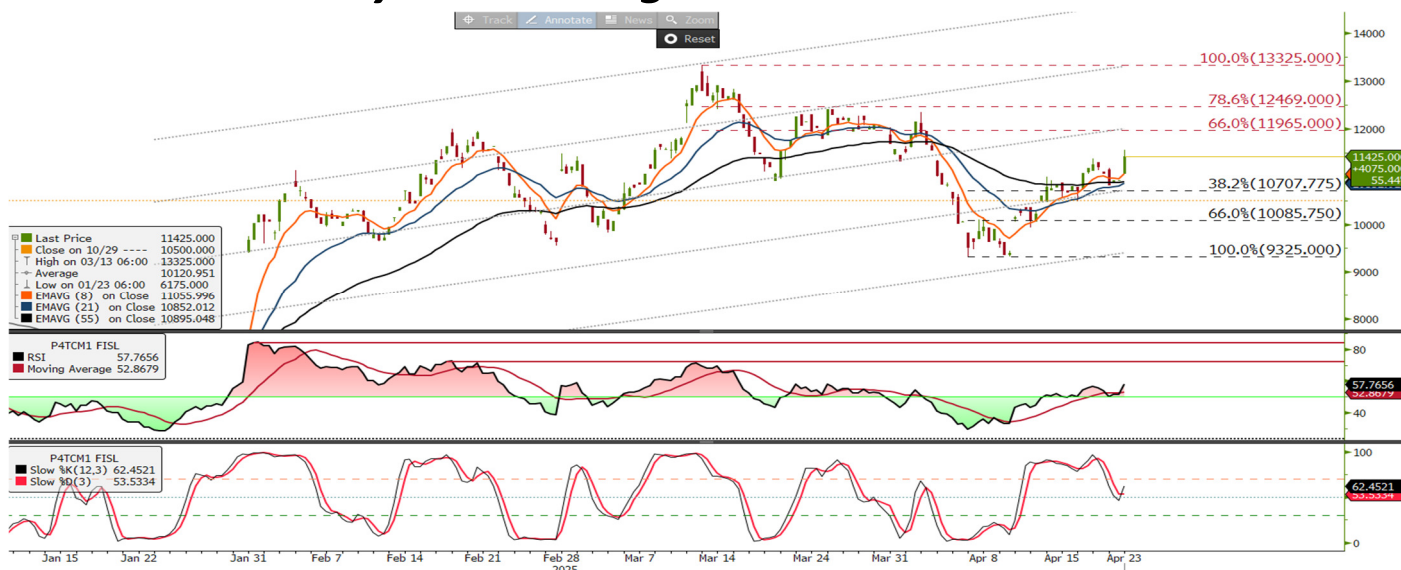 Track Annotate News Zoom
Reset
14000
100.0%(13325.000)
13000
78.6%(12469.000)
66.0%(11965.000)
12000
11425.000
+4075.000
55.44
38.2%(10707.775)
66.0%(10085.750)
10000
100.0%(9325.000)
9000
8000
Last Price 11425.000
Close on 10/29 ---- 10500.000
High on 03/13 06:00 13325.000
Average 10120.951
Low on 01/23 06:00 6175.000
EMAVG (8) on Close 11055.996
EMAVG (21) on Close 10852.012
EMAVG (55) on Close 10895.048
P4TCM1 FISL
RSI 57.7656
Moving Average 52.8679
80
57.7656
52.8679
40
P4TCM1 FISL
Slow %K(12,3) 62.4521
Slow %D(3) 53.5334
100
62.4521
53.5334
0
Jan 15 Jan 22 Jan 31 Feb 7 Feb 14 Feb 21 Feb 28 Mar 7 Mar 14 Mar 24 Mar 31 Apr 8 Apr 15 Apr 23
2025